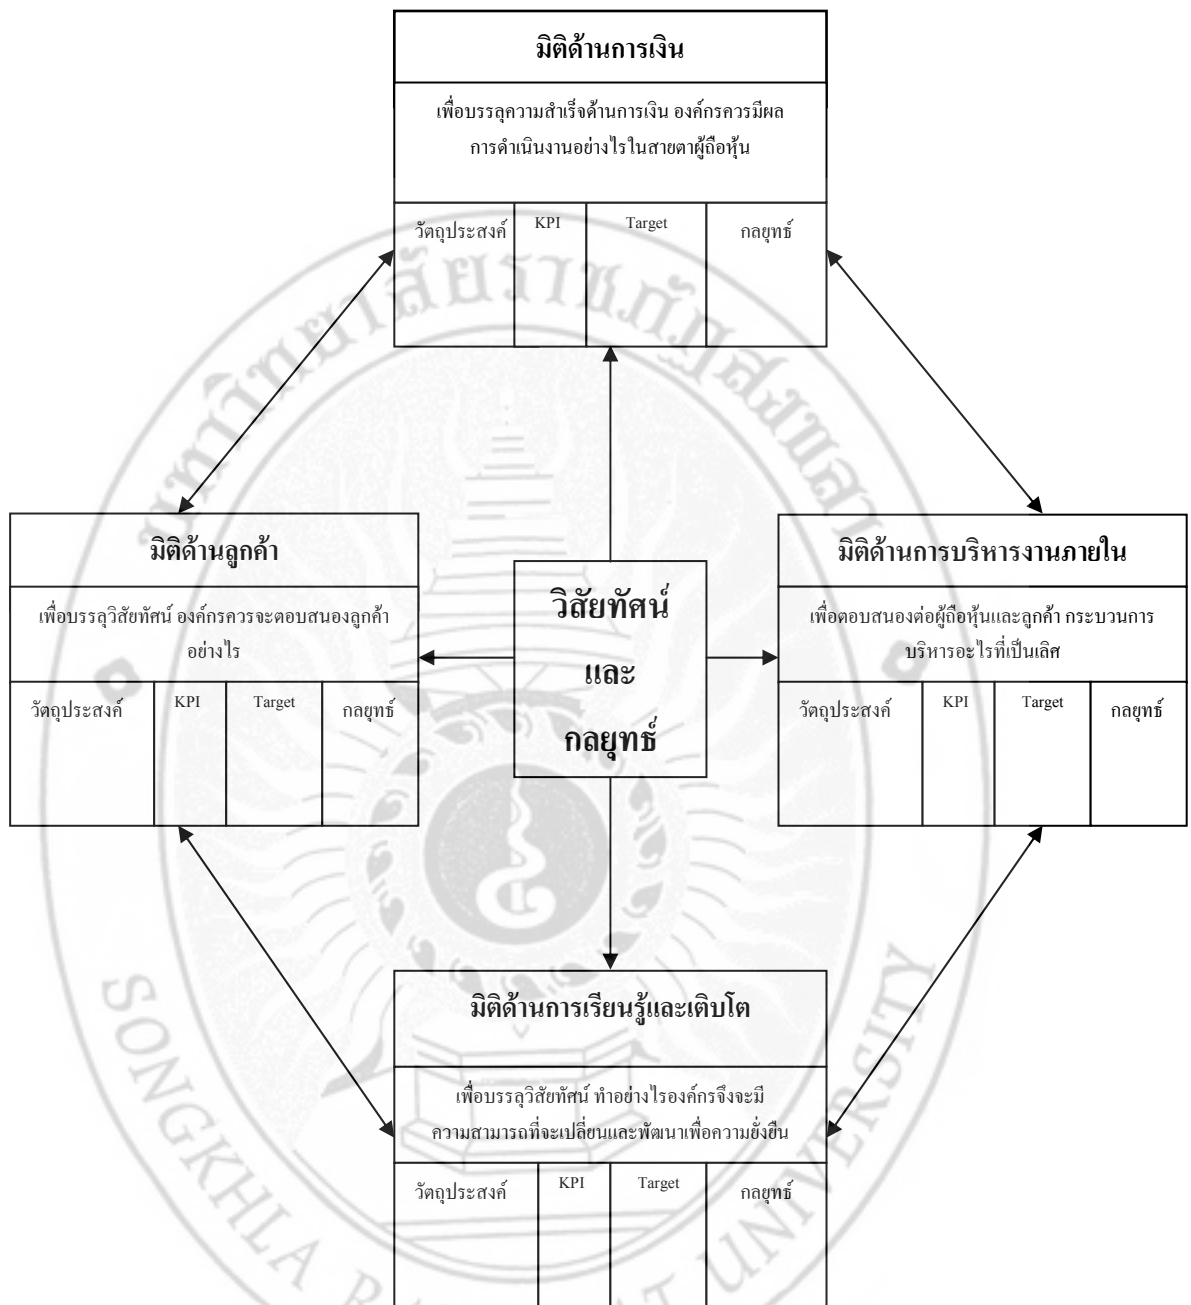 มิติด้านการเงิน
เพื่อบรรลุความสำเร็จด้านการเงิน องค์กรควรมีผล
การดำเนินงานอย่างไรในสายตาผู้ถือหุ้น
วัตถุประสงค์ KPI Target กลยุทธ์
มหาวิทยาลัยราชภัฏสงขลา
มิติด้านลูกค้า
เพื่อบรรลุวิสัยทัศน์ องค์กรควรจะตอบสนองลูกค้า
อย่างไร
วัตถุประสงค์ KPI Target กลยุทธ์
วิสัยทัศน์
และ
กลยุทธ์
มิติด้านการบริหารงานภายใน
เพื่อตอบสนองต่อผู้ถือหุ้นและลูกค้า กระบวนการ
บริหารอะไรที่เป็นเลิศ
วัตถุประสงค์ KPI Target กลยุทธ์
มิติด้านการเรียนรู้และเติบโต
เพื่อบรรลุวิสัยทัศน์ ทำอย่างไรองค์กรจึงจะมี
ความสามารถที่จะเปลี่ยนและพัฒนาเพื่อความยั่งยืน
วัตถุประสงค์ KPI Target กลยุทธ์
SONGKHLA UNIVERSITY